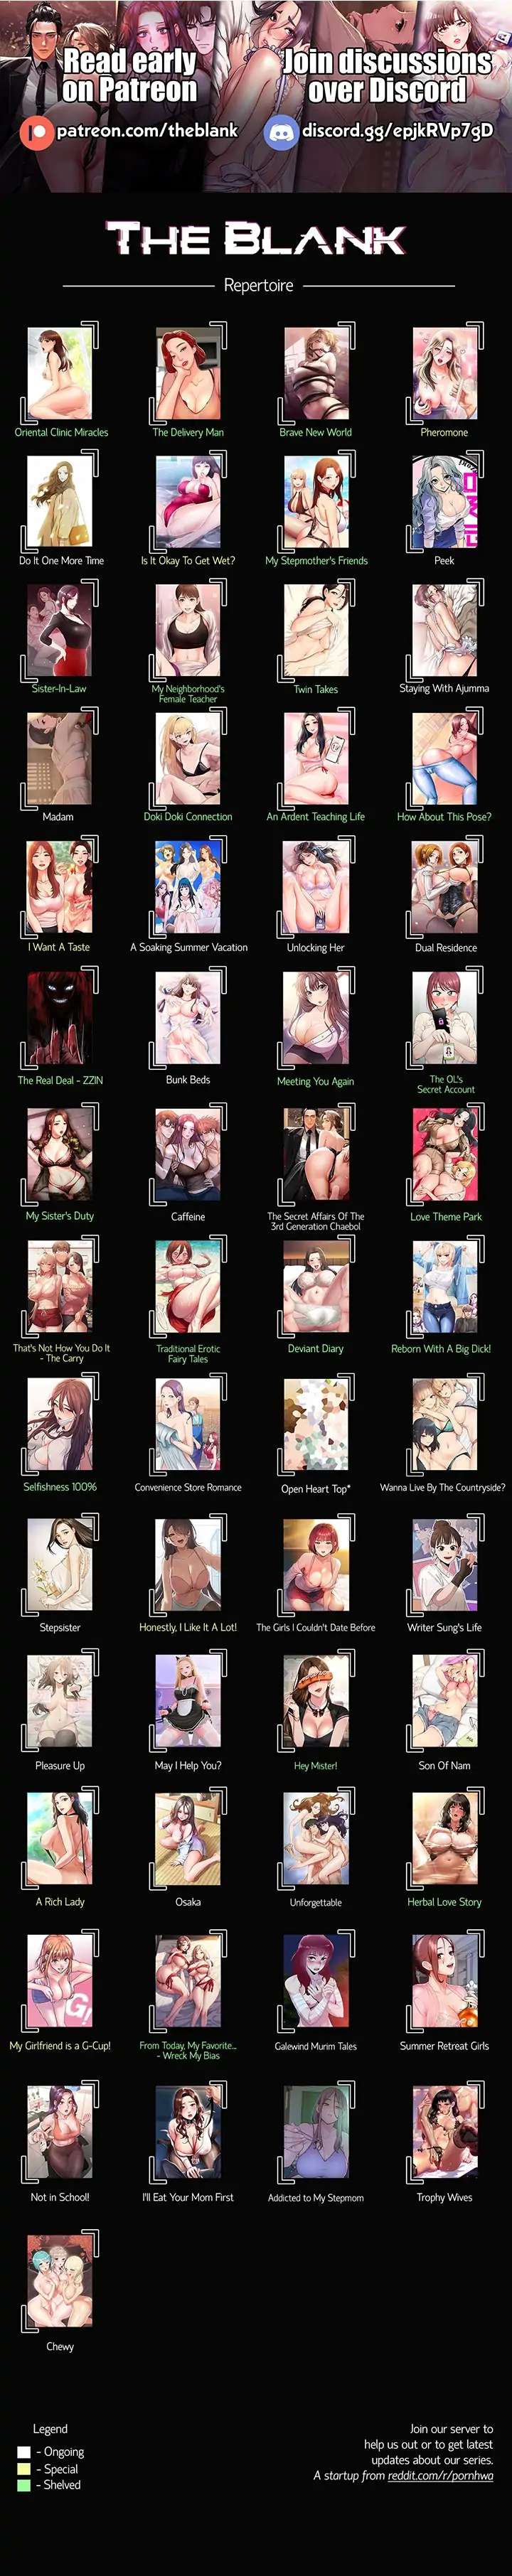 Read early
on Patreon
Join discussions
over Discord
patreon.com/theblank
discord.gg/epjkRVp7gD
THE BLANK
Repertoire
Oriental Clinic Miracles
The Delivery Man
Brave New World
Pheromone
Do It One More Time
Is It Okay To Get Wet?
My Stepmother's Friends
Peek
Sister-In-Law
My Neighborhood's
Female Teacher
Twin Takes
Staying With Ajumma
Madam
Doki Doki Connection
An Ardent Teaching Life
How About This Pose?
I Want A Taste
A Soaking Summer Vacation
Unlocking Her
Dual Residence
The Real Deal - ZZIN
Bunk Beds
Meeting You Again
The OL's
Secret Account
My Sister's Duty
Caffeine
The Secret Affairs Of The
3rd Generation Chaebol
Love Theme Park
That's Not How You Do It
- The Carry
Traditional Erotic
Fairy Tales
Deviant Diary
Reborn With A Big Dick!
Selfishness 100%
Convenience Store Romance
Open Heart Top*
Wanna Live By The Countryside?
Stepsister
Honestly, I Like It A Lot!
The Girls I Couldn't Date Before
Writer Sung's Life
Pleasure Up
May I Help You?
Hey Mister!
Son Of Nam
A Rich Lady
Osaka
Unforgettable
Herbal Love Story
My Girlfriend is a G-Cup!
From Today, My Favorite...
- Wreck My Bias
Galewind Murim Tales
Summer Retreat Girls
Not in School!
I'll Eat Your Mom First
Addicted to My Stepmom
Trophy Wives
Chewy
Legend
- Ongoing
- Special
- Shelved
Join our server to
help us out or to get latest
updates about our series.
A startup from reddit.com/r/pornhwa